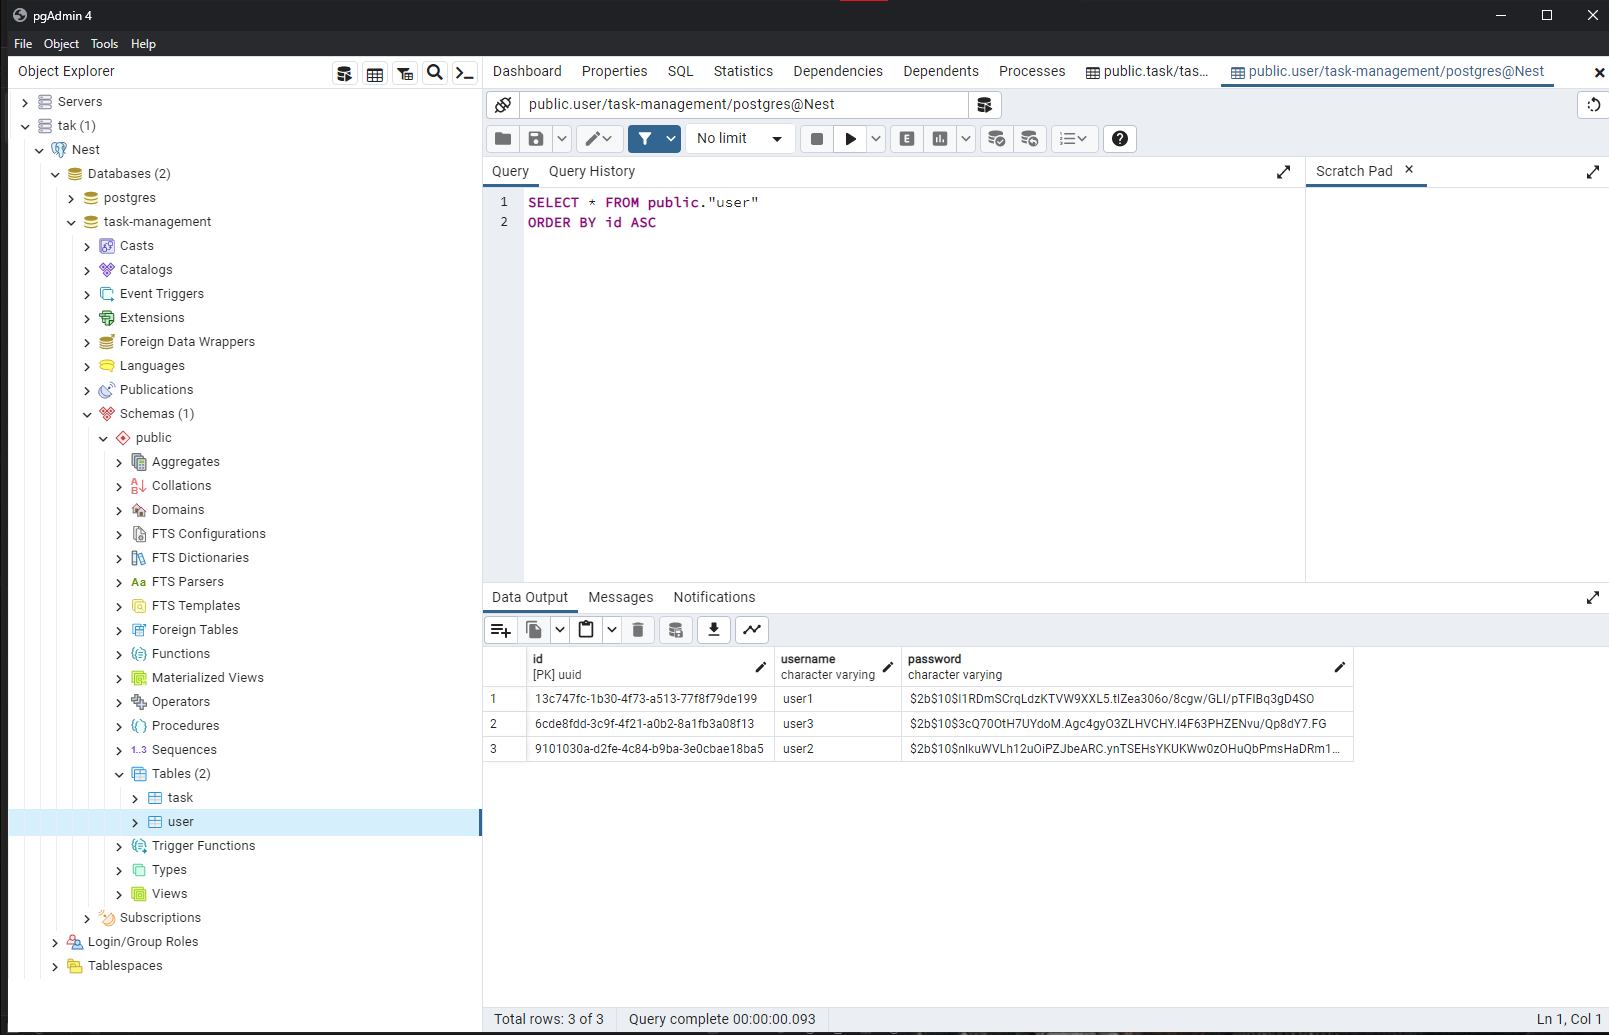 pgAdmin 4
File Object Tools Help
Object Explorer
Servers
tak (1)
Nest
Databases (2)
postgres
task-management
Casts
Catalogs
Event Triggers
Extensions
Foreign Data Wrappers
Languages
Publications
Schemas (1)
public
Aggregates
Collations
Domains
FTS Configurations
FTS Dictionaries
FTS Parsers
FTS Templates
Foreign Tables
Functions
Materialized Views
Operators
Procedures
Sequences
Tables (2)
task
user
Trigger Functions
Types
Views
Subscriptions
Login/Group Roles
Tablespaces
Dashboard Properties SQL Statistics Dependencies Dependents Processes public.task/tas... public.user/task-management/postgres@Nest
public.user/task-management/postgres@Nest
No limit
Query Query History
Scratch Pad
1 SELECT * FROM public."user"
2 ORDER BY id ASC
Data Output Messages Notifications
id username password
[PK] uuid character varying character varying
1 13c747fc-1b30-4f73-a513-77f8f79de199 user1 $2b$10$I1RDmSCrqLdzKTVW9XXL5.tIZea306o/8cgw/GLI/pTFIBq3gD4SO
2 6cde8fdd-3c9f-4f21-a0b2-8a1fb3a08f13 user3 $2b$10$3cQ70OtH7UYdoM.Agc4gyO3ZLHVCHY.I4F63PHZENvu/Qp8dY7.FG
3 9101030a-d2fe-4c84-b9ba-3e0cbae18ba5 user2 $2b$10$nIkuWVLh12uOiPZJbeARC.ynTSEHsYKUKWw0zOHuQbPmsHaDRm1...
Total rows: 3 of 3 Query complete 00:00:00.093 Ln 1, Col 1